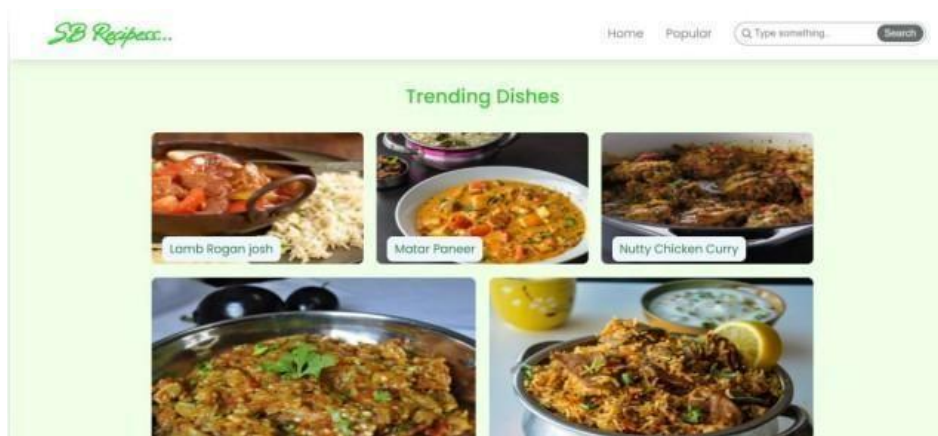 SB Recipess..
Home Popular Type something.. Search
Trending Dishes
Lamb Rogan josh Matar Paneer Nutty Chicken Curry